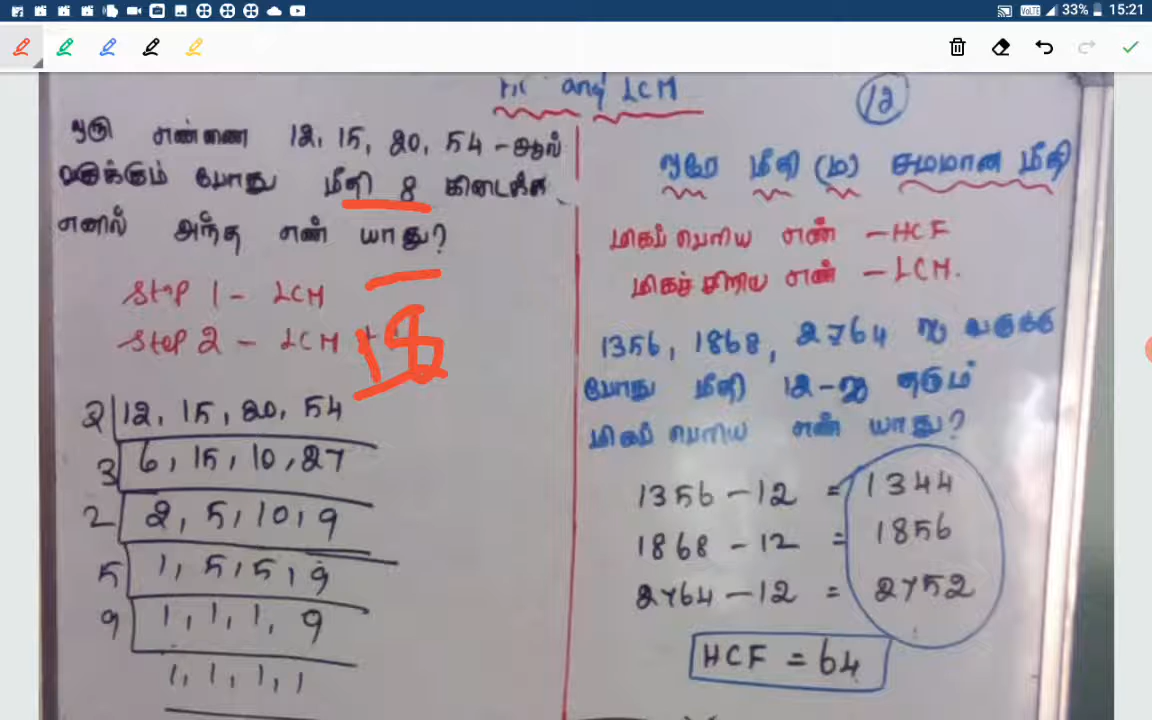 33% 15:21
and LCM
12
ஒரு எண்ணை 12, 15, 20, 54 - ஆல்
வகுக்கும் போது மீதி 8 கிடைக்க
எனில் அந்த எண் யாது?
Step 1 - LCM
Step 2 - LCM + 8
2 12, 15, 20, 54
3 6, 15, 10, 27
2 2, 5, 10, 9
5 1, 5, 5, 9
9 1, 1, 1, 9
1, 1, 1, 1
ஒரே மீதி (ம) சமமான மீதி
மிகப் பெரிய எண் - HCF
மிகச் சிறிய எண் - LCM.
1356, 1868, 2764 ஐ வகுக்க
போது மீதி 12-ஐ தரும்
மிகப் பெரிய எண் யாது?
1356 - 12 = 1344
1868 - 12 = 1856
2764 - 12 = 2752
HCF = 64